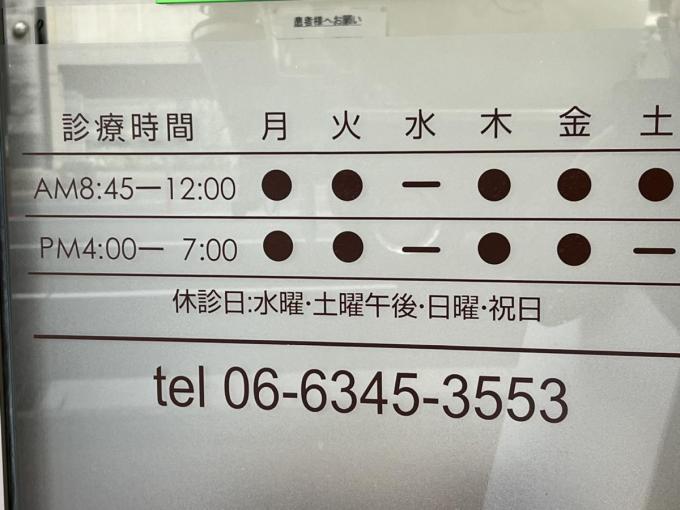 患者様へお願い
診療時間 月 火 水 木 金 土
AM8:45ー12:00 ● ● ー ● ● ●
PM4:00ー 7:00 ● ● ー ● ● ー
休診日:水曜・土曜午後・日曜・祝日
tel 06-6345-3553